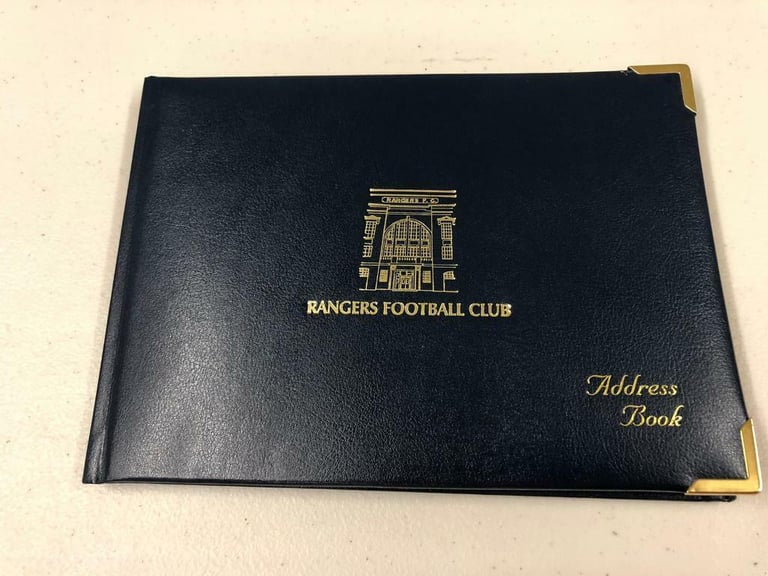 RANGERS F. C.
RANGERS FOOTBALL CLUB
Address
Book